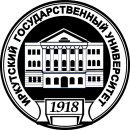 ИРКУТСКИЙ ГОСУДАРСТВЕННЫЙ УНИВЕРСИТЕТ
1918